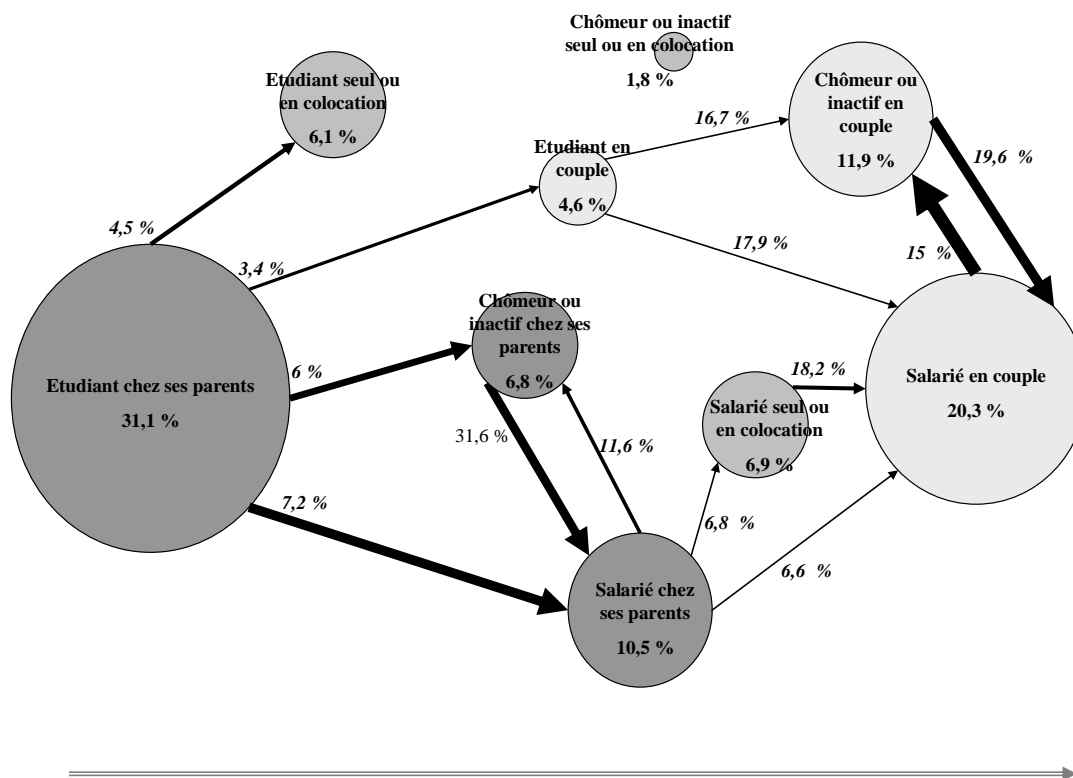 Chômeur ou inactif
seul ou en colocation
1,8 %
Etudiant seul ou
en colocation
6,1 %
Chômeur ou
inactif en
couple
11,9 %
16,7 %
19,6 %
Etudiant en
couple
4,6 %
4,5 %
3,4 %
17,9 %
15 %
Chômeur ou
inactif chez ses
parents
6,8 %
6 %
Etudiant chez ses parents
31,1 %
18,2 %
Salarié en couple
20,3 %
Salarié seul ou
en colocation
6,9 %
31,6 %
11,6 %
7,2 %
6,8 %
6,6 %
Salarié chez
ses parents
10,5 %